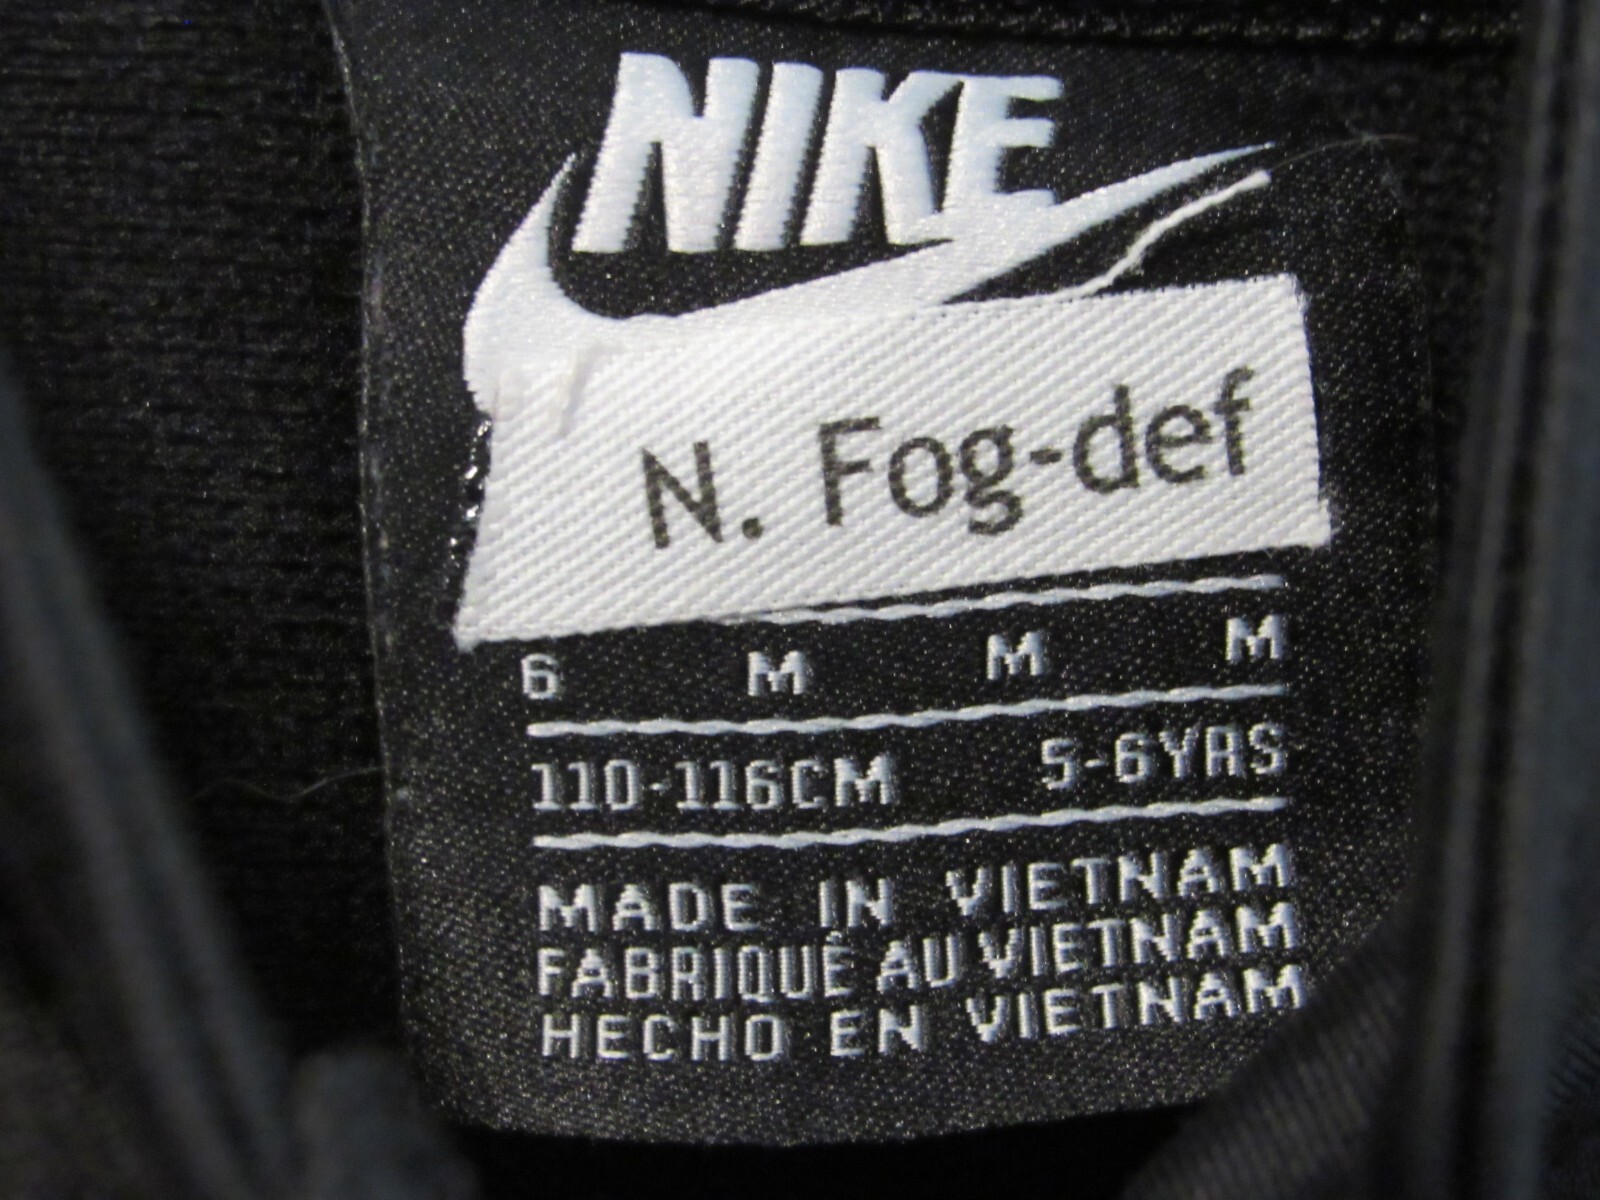 NIKE
N. Fog-def
6 M M M
110-116CM 5-6YRS
MADE IN VIETNAM
FABRIQUÉ AU VIETNAM
HECHO EN VIETNAM